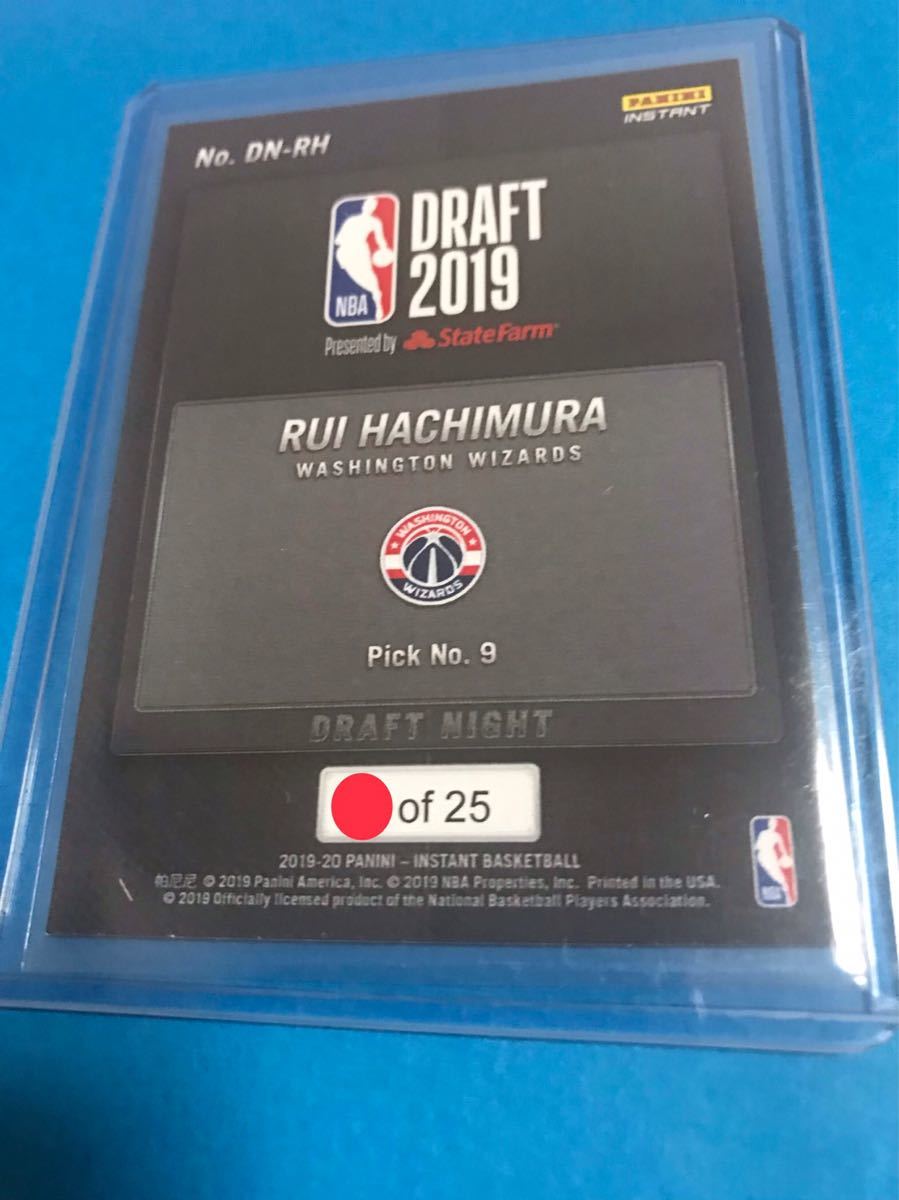 PANINI
INSTANT
No. DN-RH
DRAFT
2019
NBA
Presented by StateFarm
RUI HACHIMURA
WASHINGTON WIZARDS
WASHINGTON
WIZARDS
Pick No. 9
DRAFT NIGHT
of 25
2019-20 PANINI – INSTANT BASKETBALL
帕尼尼 © 2019 Panini America, Inc. © 2019 NBA Properties, Inc. Printed in the USA.
© 2019 Officially licensed product of the National Basketball Players Association.
NBA